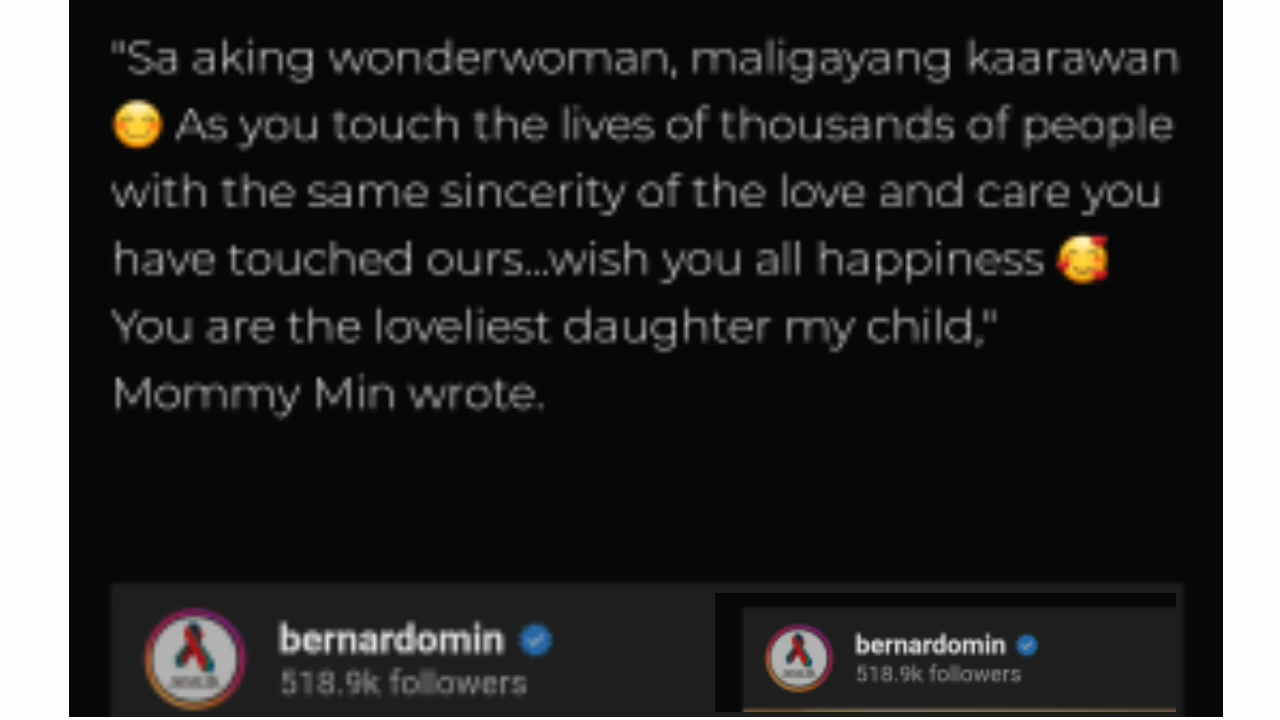 "Sa aking wonderwoman, maligayang kaarawan
😊 As you touch the lives of thousands of people
with the same sincerity of the love and care you
have touched ours...wish you all happiness 🥰
You are the loveliest daughter my child,"
Mommy Min wrote.
bernardomin
518.9k followers
bernardomin
518.9k followers